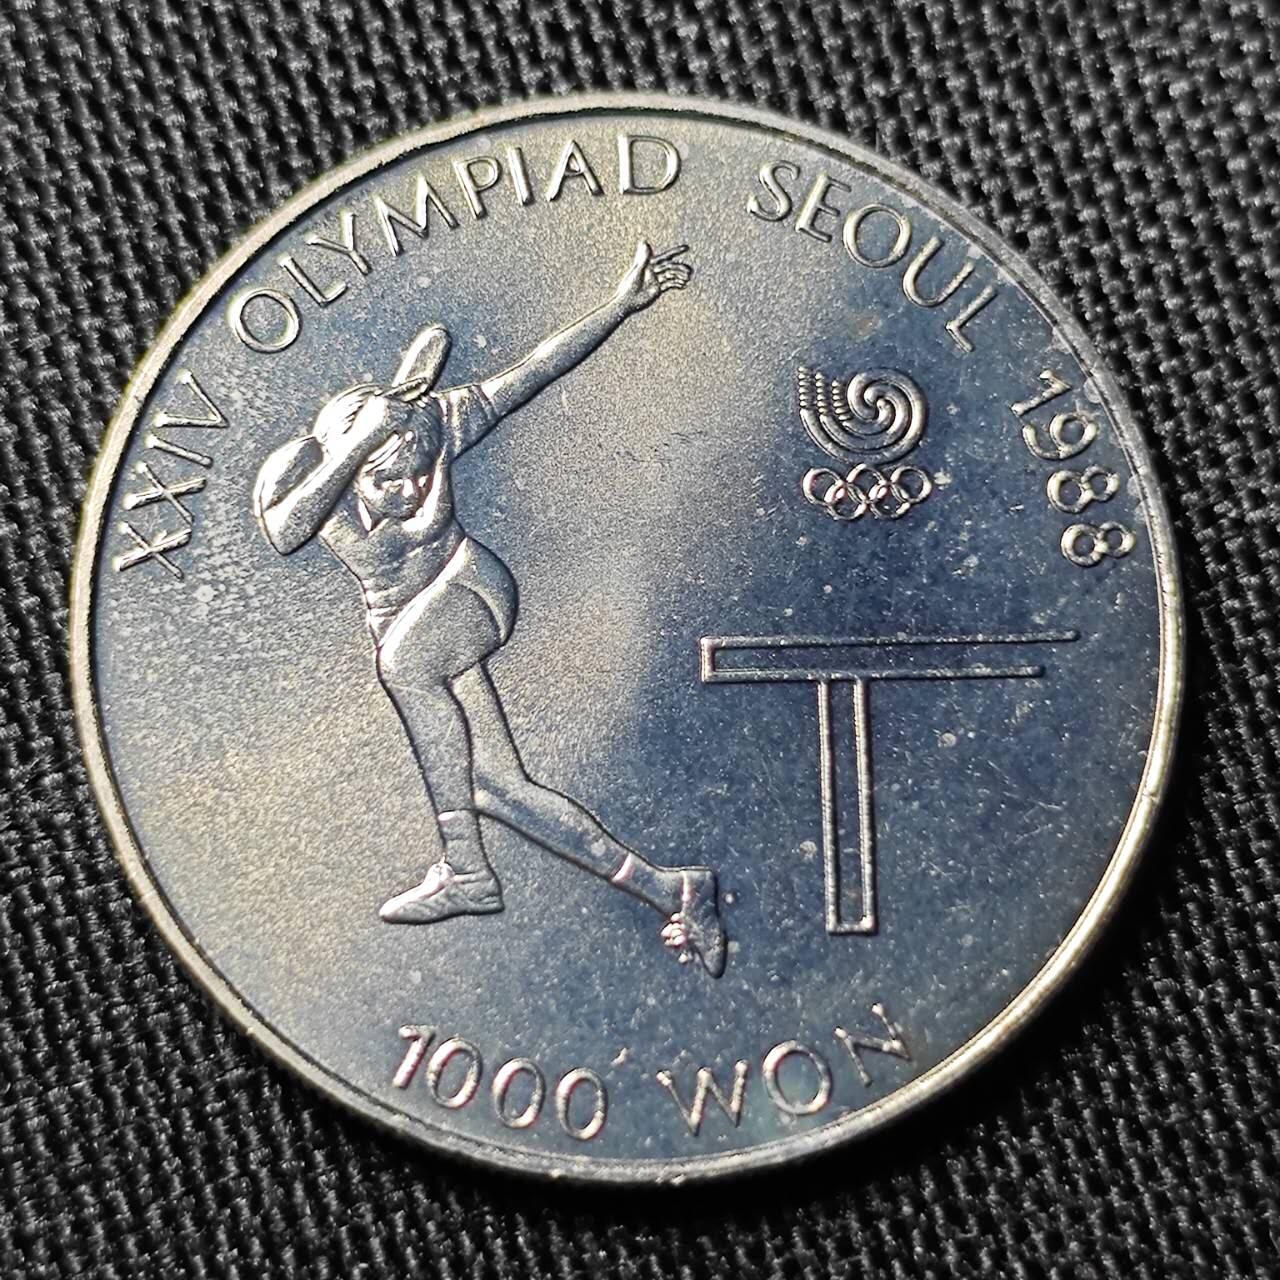 XXIV OLYMPIAD SEOUL 1988
1000 WON